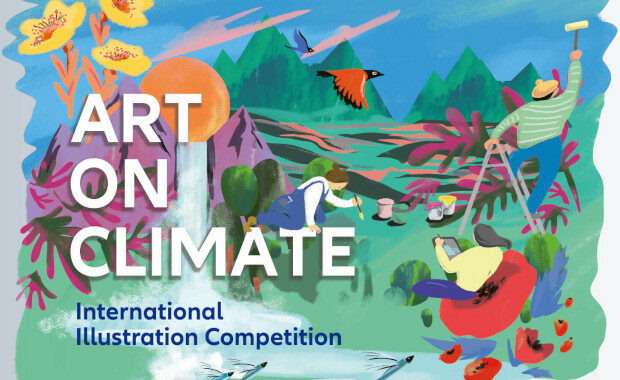 ART
ON
CLIMATE
International
Illustration Competition